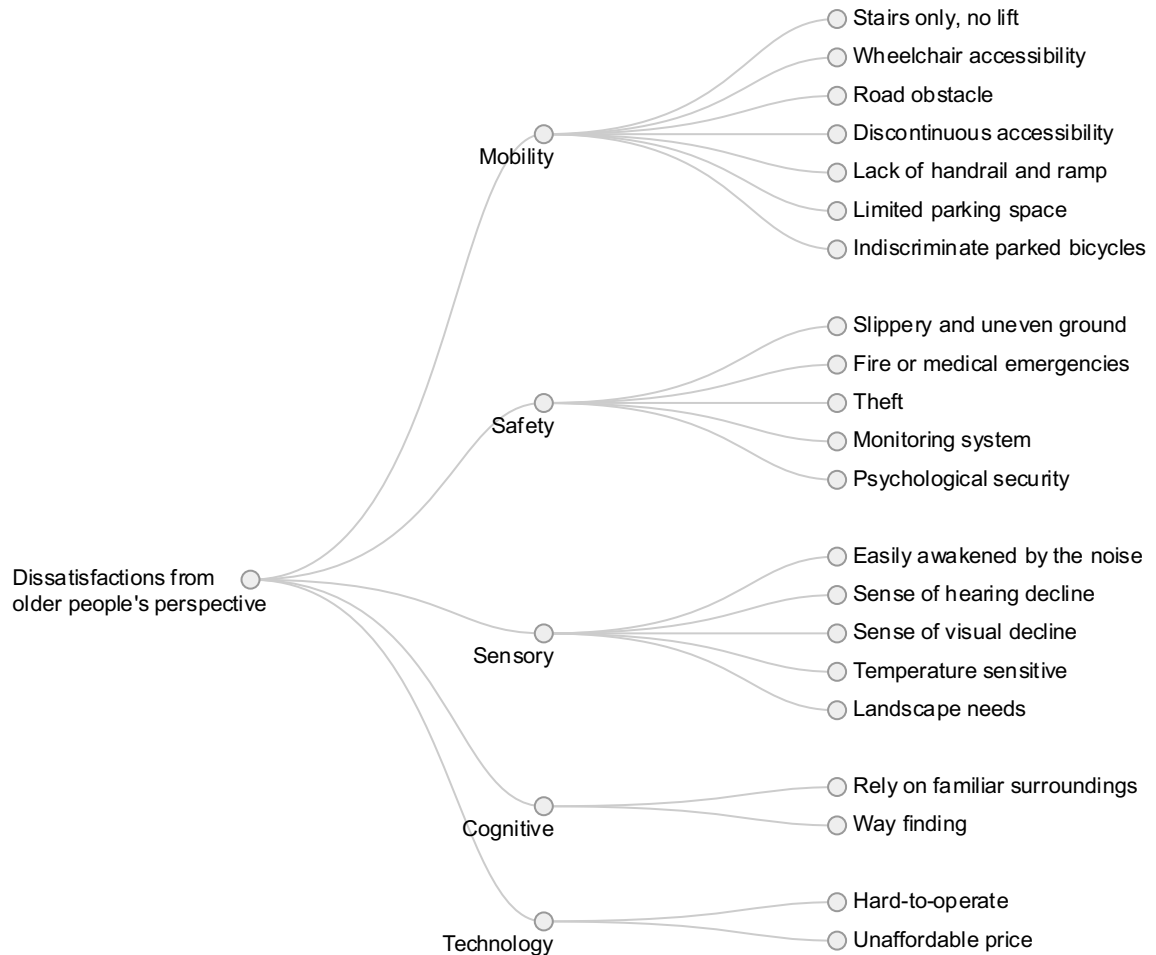 Stairs only, no lift
Wheelchair accessibility
Road obstacle
Discontinuous accessibility
Mobility
Lack of handrail and ramp
Limited parking space
Indiscriminate parked bicycles
Slippery and uneven ground
Fire or medical emergencies
Theft
Safety
Monitoring system
Psychological security
Easily awakened by the noise
Dissatisfactions from
older people's perspective
Sense of hearing decline
Sense of visual decline
Sensory
Temperature sensitive
Landscape needs
Rely on familiar surroundings
Cognitive
Way finding
Hard-to-operate
Technology
Unaffordable price